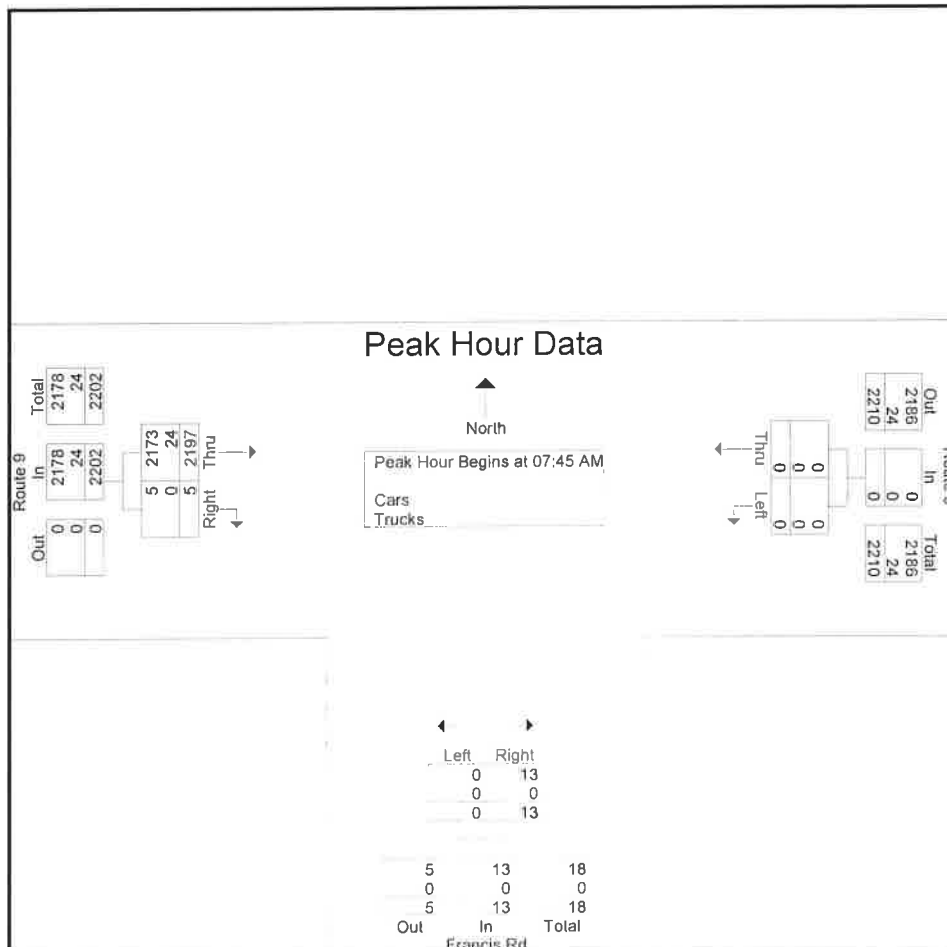 Peak Hour Data
North
Peak Hour Begins at 07:45 AM
Cars
Trucks
Route 9
Total
2178
24
2202
In
2178
24
2202
Out
0
0
0
Thru
2173
24
2197
Right
5
0
5
Out
2186
24
2210
In
0
0
0
Total
2186
24
2210
Thru
0
0
0
Left
0
0
0
Left Right
0 13
0 0
0 13
5 13 18
0 0 0
5 13 18
Out In Total
Francis Rd